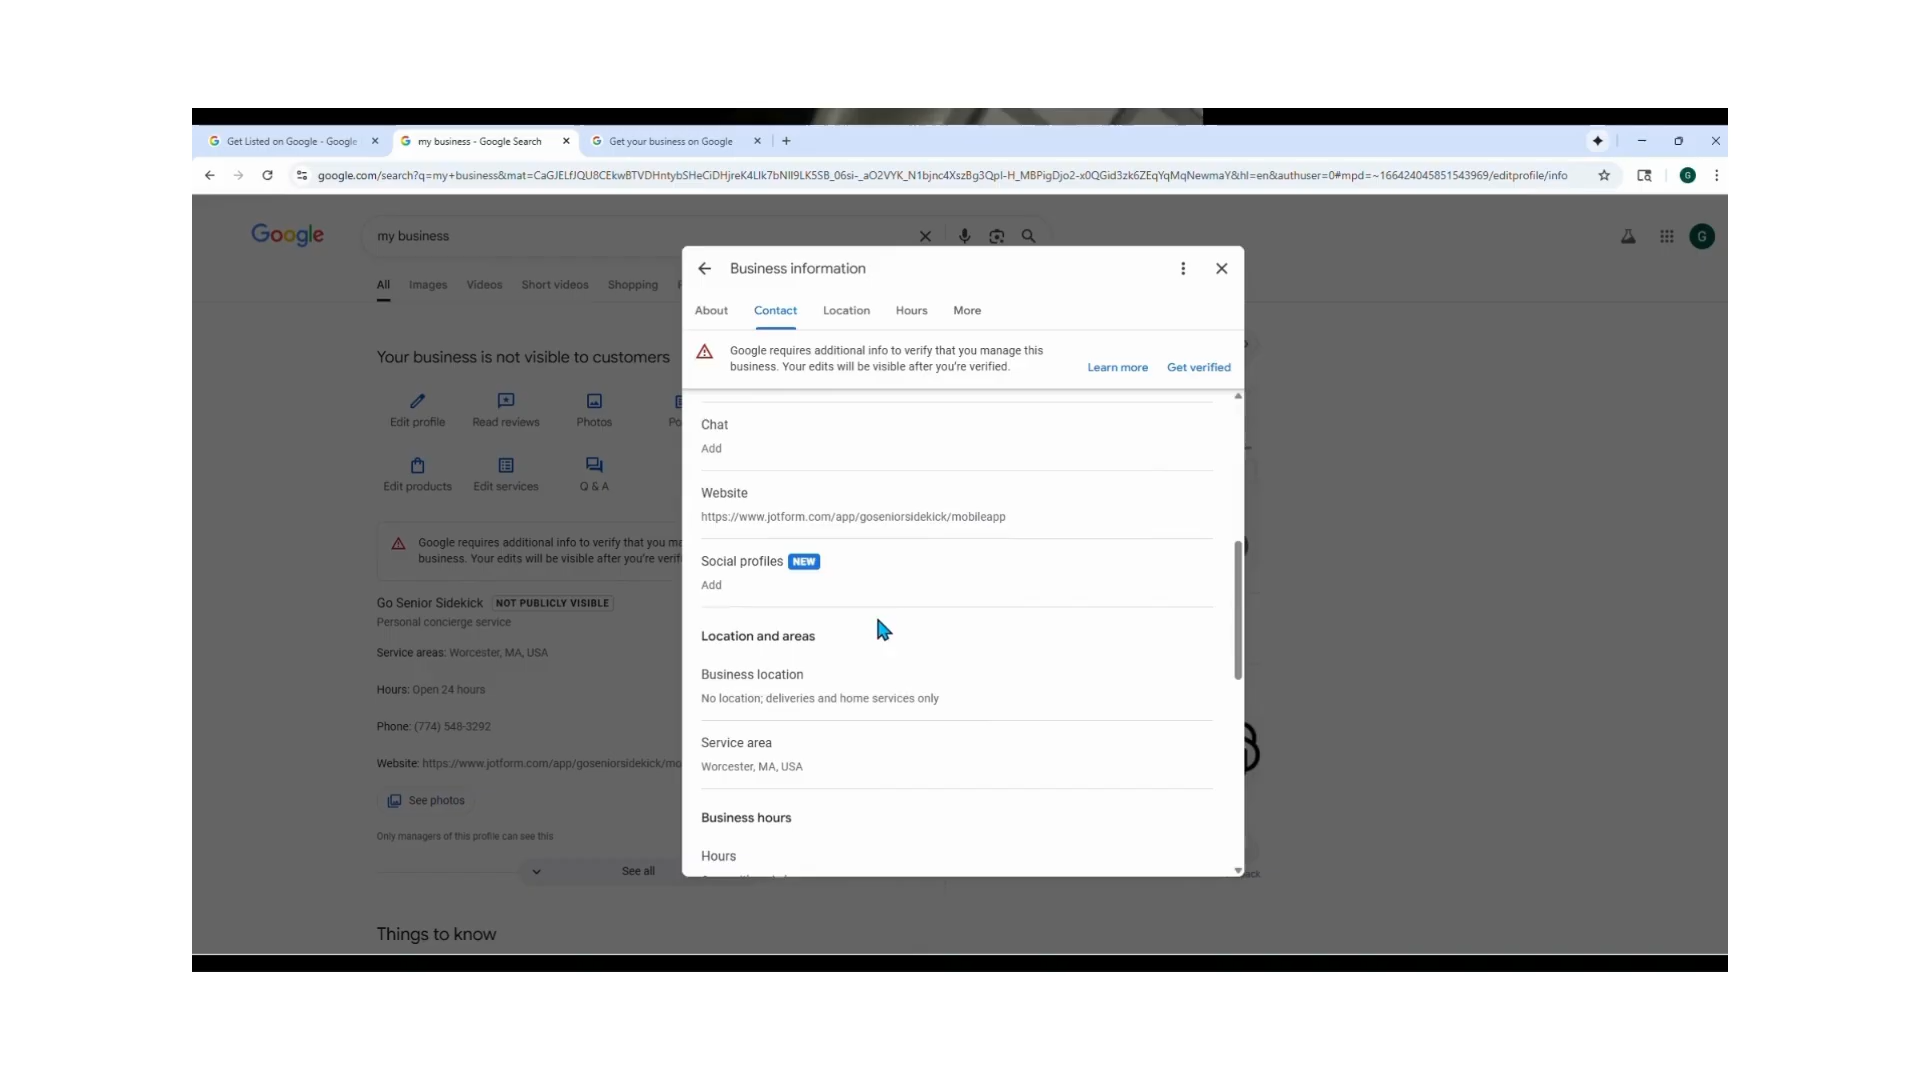 Get Listed on Google - Google
my business - Google Search
Get your business on Google
google.com/search?q=my+business&mat=CaGJELfJQU8CEkwBTVDHntybSHeCiDHjreK4Llk7bNlI9LK5SB_06si-_aO2VYK_N1bjnc4XszBg3QpI-H_MBPigDjo2-x0QGid3zk6ZEqYqMqNewmaY&hl=en&authuser=0#mpd=~166424045851543969/editprofile/info
G
Google
my business
G
All Images Videos Short videos Shopping
Your business is not visible to customers
Edit profile Read reviews Photos Po
Edit products Edit services Q & A
Google requires additional info to verify that you ma
business. Your edits will be visible after you're verif
Go Senior Sidekick NOT PUBLICLY VISIBLE
Personal concierge service
Service areas: Worcester, MA, USA
Hours: Open 24 hours
Phone: (774) 548-3292
Website: https://www.jotform.com/app/goseniorsidekick/mo
See photos
Only managers of this profile can see this
See all
Things to know
Business information
About Contact Location Hours More
Google requires additional info to verify that you manage this
business. Your edits will be visible after you're verified.
Learn more Get verified
Chat
Add
Website
https://www.jotform.com/app/goseniorsidekick/mobileapp
Social profiles NEW
Add
Location and areas
Business location
No location; deliveries and home services only
Service area
Worcester, MA, USA
Business hours
Hours
ack